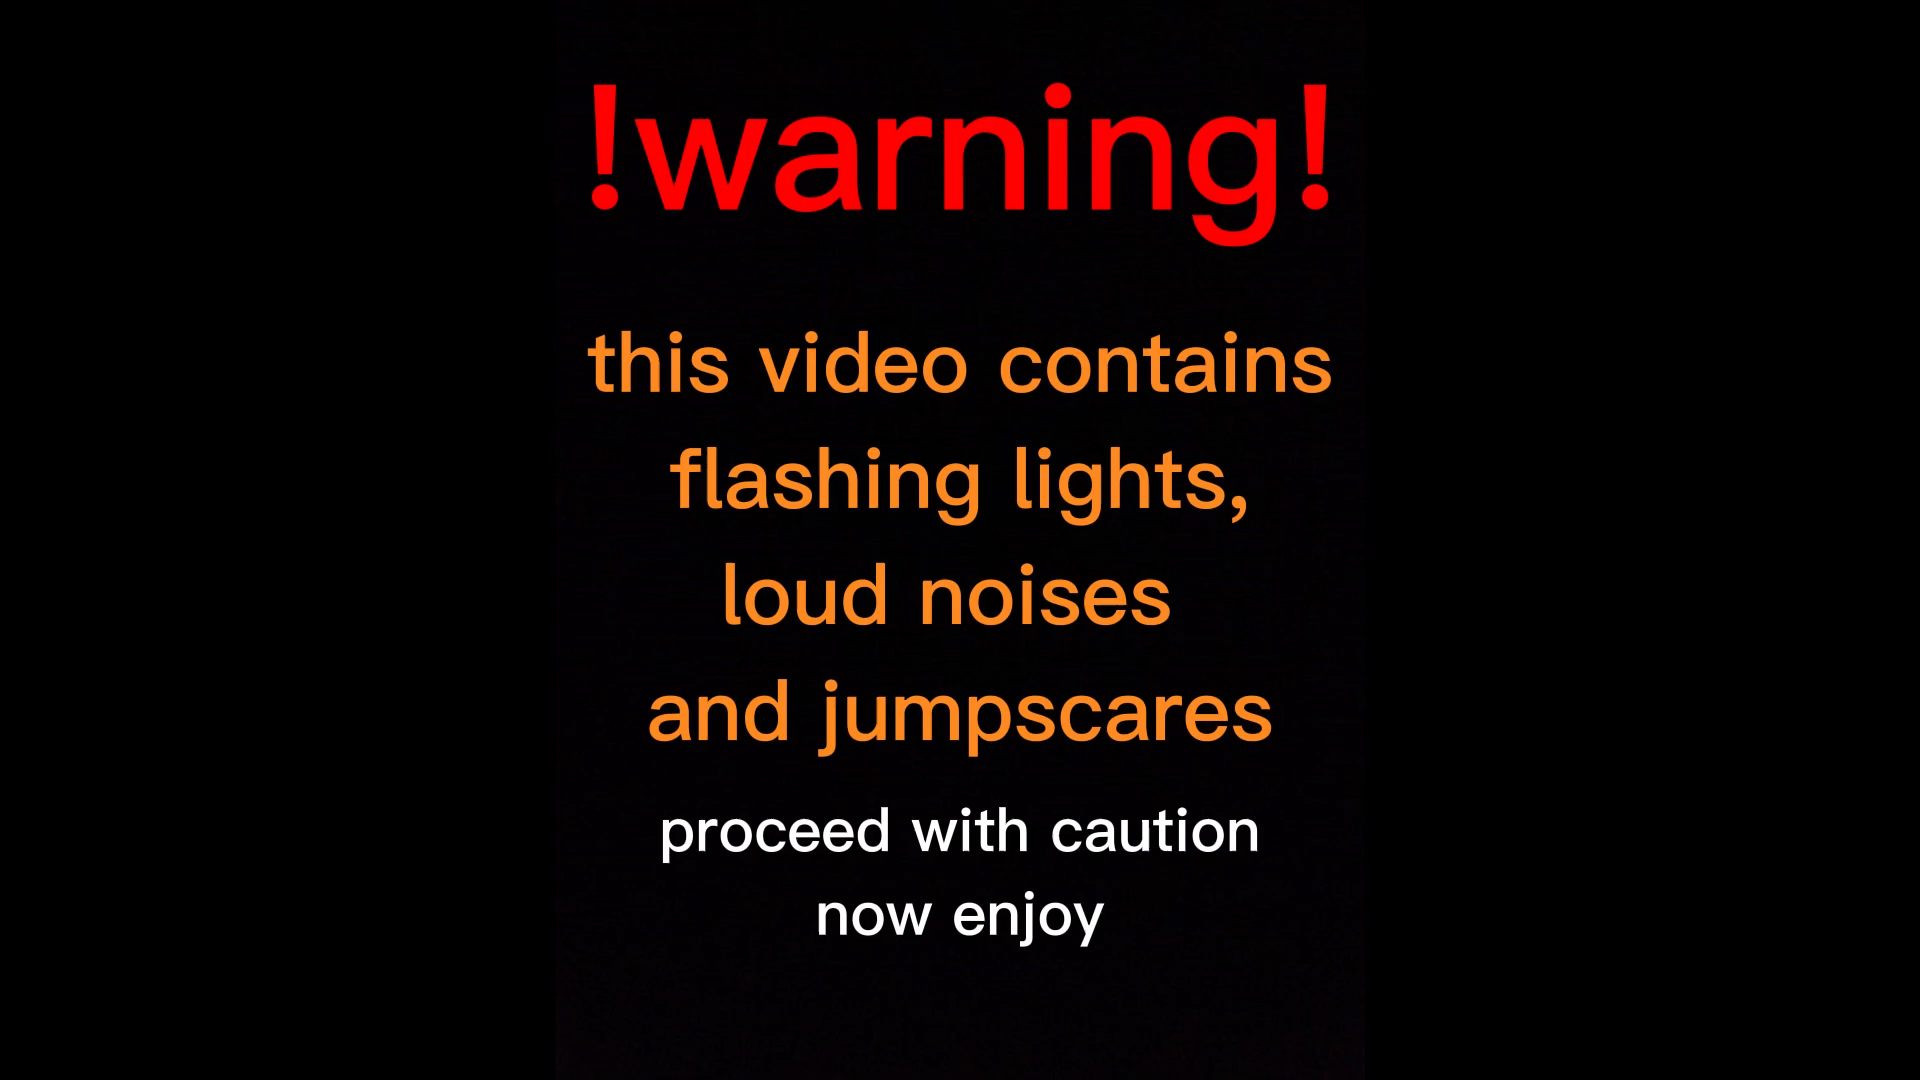 !warning!
this video contains
flashing lights,
loud noises
and jumpscares
proceed with caution
now enjoy